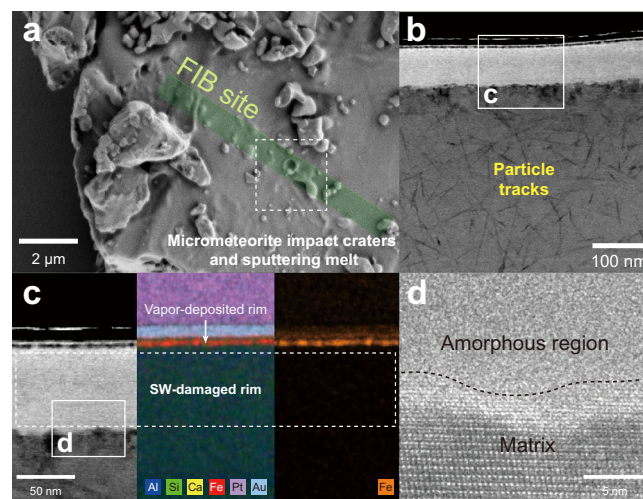 a
FIB site
Micrometeorite impact craters
and sputtering melt
2 μm
b
c
Particle
tracks
100 nm
c
Vapor-deposited rim
SW-damaged rim
d
50 nm
Al Si Ca Fe Pt Au
Fe
d
Amorphous region
Matrix
5 nm